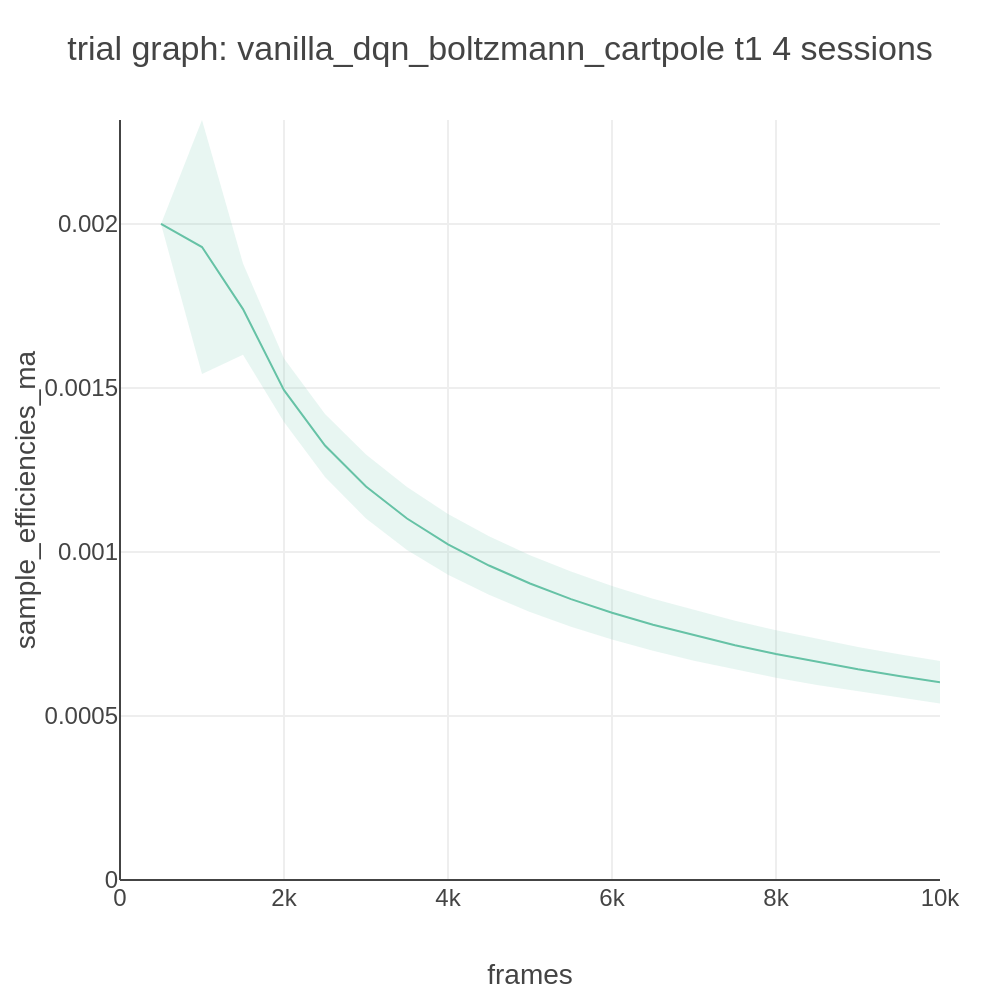 trial graph: vanilla_dqn_boltzmann_cartpole t1 4 sessions
sample_efficiencies_ma
0.002
0.0015
0.001
0.0005
0
0
2k
4k
6k
8k
10k
frames